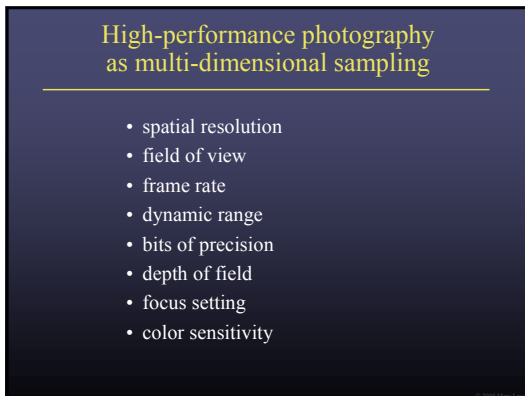 High-performance photography
as multi-dimensional sampling
• spatial resolution
• field of view
• frame rate
• dynamic range
• bits of precision
• depth of field
• focus setting
• color sensitivity